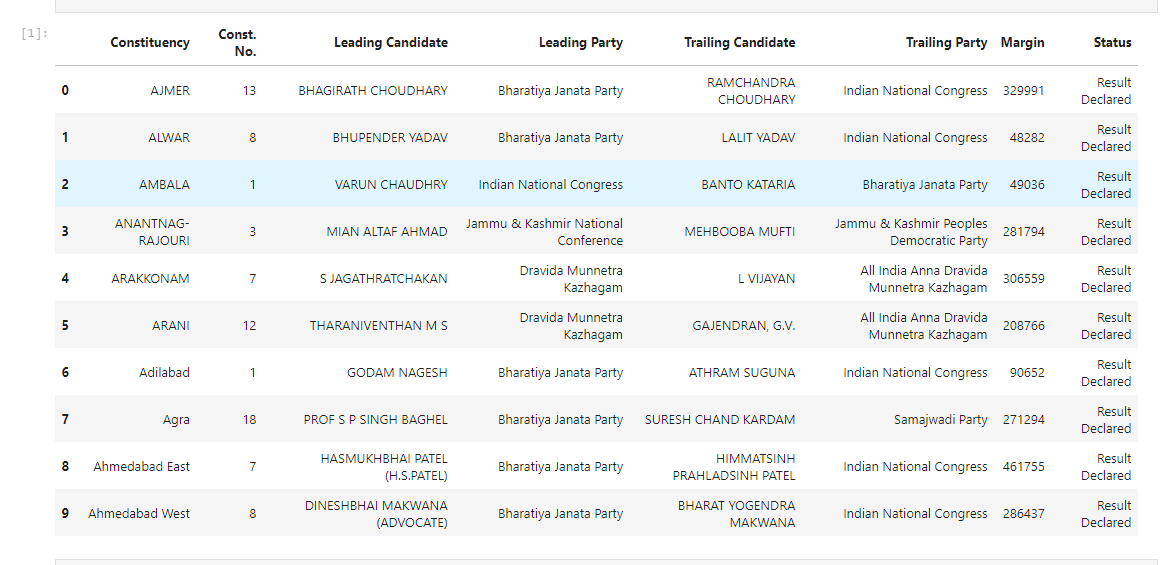 [1]:
Constituency Const. No. Leading Candidate Leading Party Trailing Candidate Trailing Party Margin Status
0 AJMER 13 BHAGIRATH CHOUDHARY Bharatiya Janata Party RAMCHANDRA CHOUDHARY Indian National Congress 329991 Result Declared
1 ALWAR 8 BHUPENDER YADAV Bharatiya Janata Party LALIT YADAV Indian National Congress 48282 Result Declared
2 AMBALA 1 VARUN CHAUDHRY Indian National Congress BANTO KATARIA Bharatiya Janata Party 49036 Result Declared
3 ANANTNAG-RAJOURI 3 MIAN ALTAF AHMAD Jammu & Kashmir National Conference MEHBOOBA MUFTI Jammu & Kashmir Peoples Democratic Party 281794 Result Declared
4 ARAKKONAM 7 S JAGATHRATCHAKAN Dravida Munnetra Kazhagam L VIJAYAN All India Anna Dravida Munnetra Kazhagam 306559 Result Declared
5 ARANI 12 THARANIVENTHAN M S Dravida Munnetra Kazhagam GAJENDRAN, G.V. All India Anna Dravida Munnetra Kazhagam 208766 Result Declared
6 Adilabad 1 GODAM NAGESH Bharatiya Janata Party ATHRAM SUGUNA Indian National Congress 90652 Result Declared
7 Agra 18 PROF S P SINGH BAGHEL Bharatiya Janata Party SURESH CHAND KARDAM Samajwadi Party 271294 Result Declared
8 Ahmedabad East 7 HASMUKHBHAI PATEL (H.S.PATEL) Bharatiya Janata Party HIMMATSINH PRAHLADSINH PATEL Indian National Congress 461755 Result Declared
9 Ahmedabad West 8 DINESHBHAI MAKWANA (ADVOCATE) Bharatiya Janata Party BHARAT YOGENDRA MAKWANA Indian National Congress 286437 Result Declared